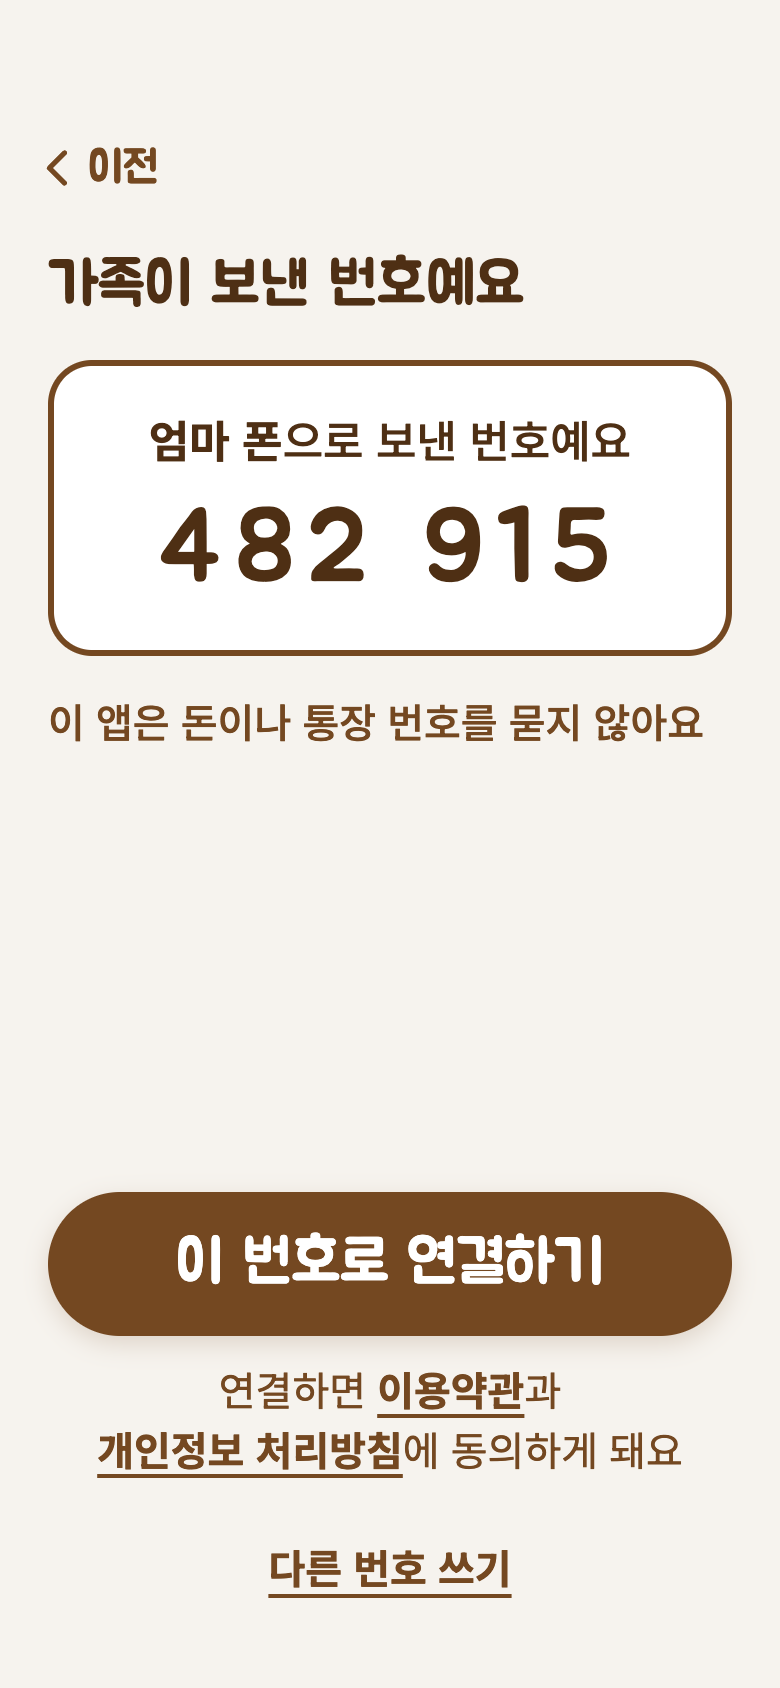 이전
가족이 보낸 번호예요
엄마 폰으로 보낸 번호예요
482 915
이 앱은 돈이나 통장 번호를 묻지 않아요
이 번호로 연결하기
연결하면 이용약관과
개인정보 처리방침에 동의하게 돼요
다른 번호 쓰기